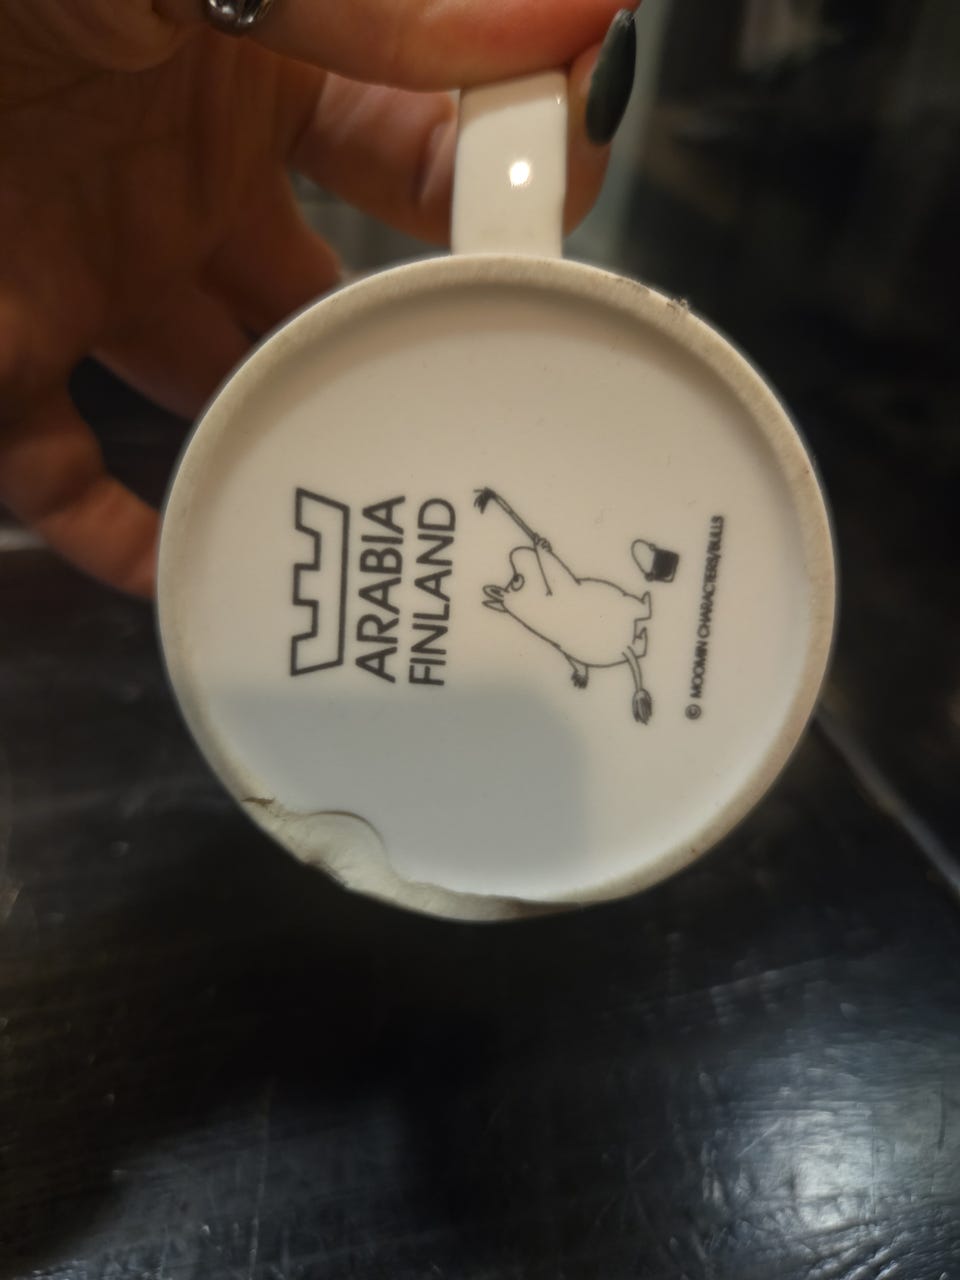 ARABIA
FINLAND
© MOOMIN CHARACTERS/BULLS